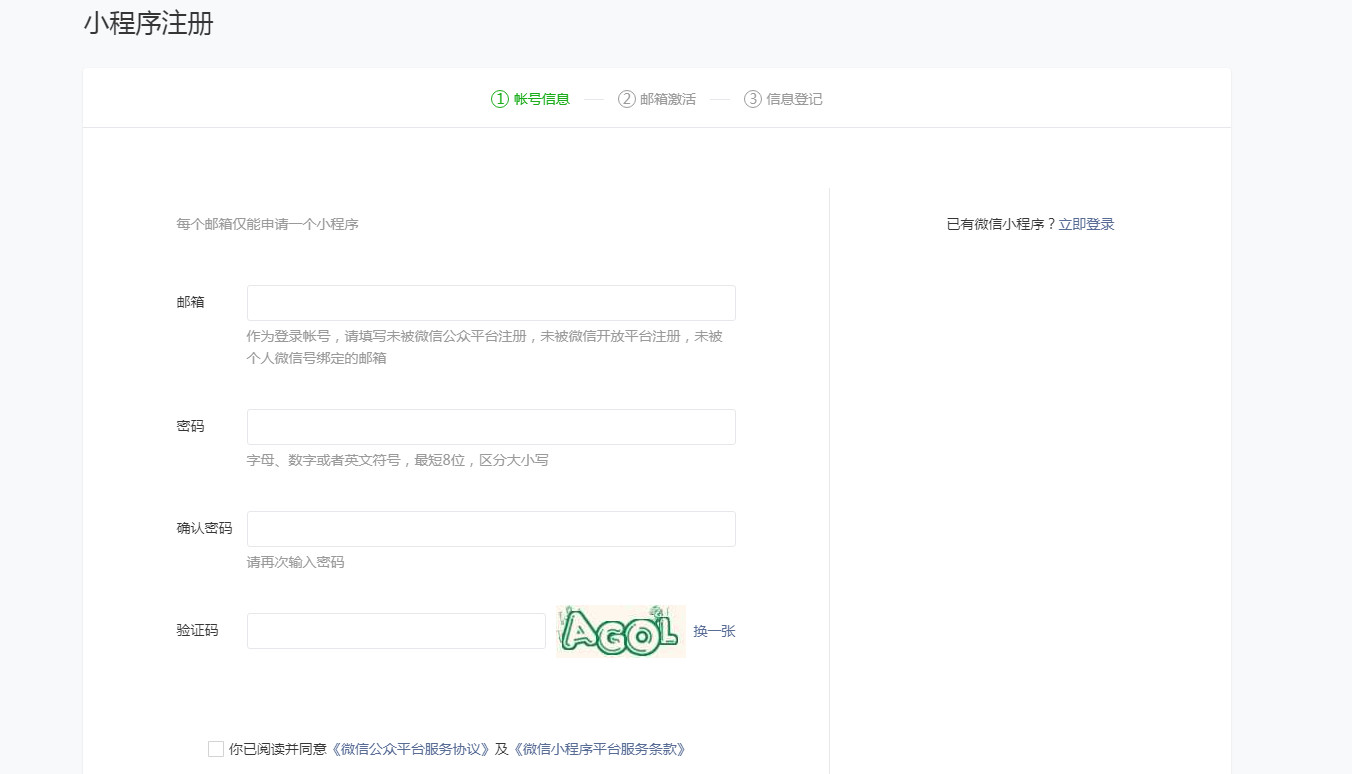 小程序注册
① 帐号信息 ② 邮箱激活 ③ 信息登记
每个邮箱仅能申请一个小程序
已有微信小程序？立即登录
邮箱
作为登录帐号，请填写未被微信公众平台注册，未被微信开放平台注册，未被
个人微信号绑定的邮箱
密码
字母、数字或者英文符号，最短8位，区分大小写
确认密码
请再次输入密码
验证码 AGOL 换一张
你已阅读并同意《微信公众平台服务协议》及《微信小程序平台服务条款》